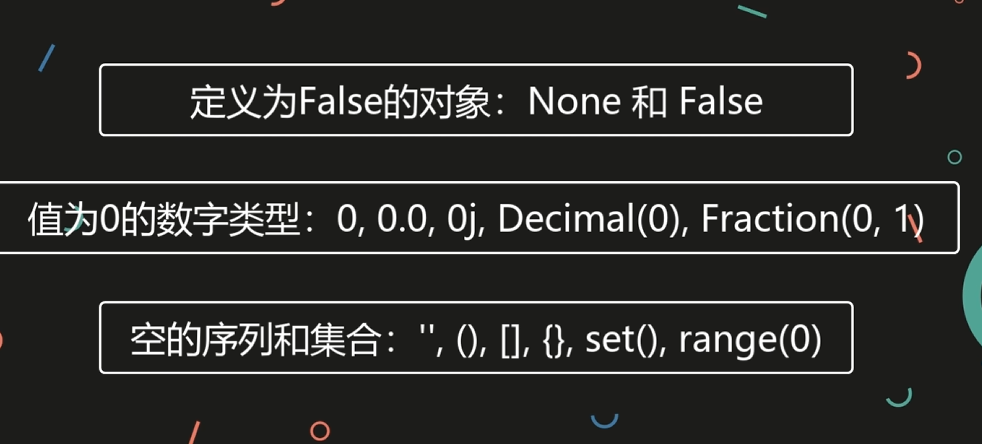 定义为False的对象：None 和 False
值为0的数字类型：0, 0.0, 0j, Decimal(0), Fraction(0, 1)
空的序列和集合：'', (), [], {}, set(), range(0)